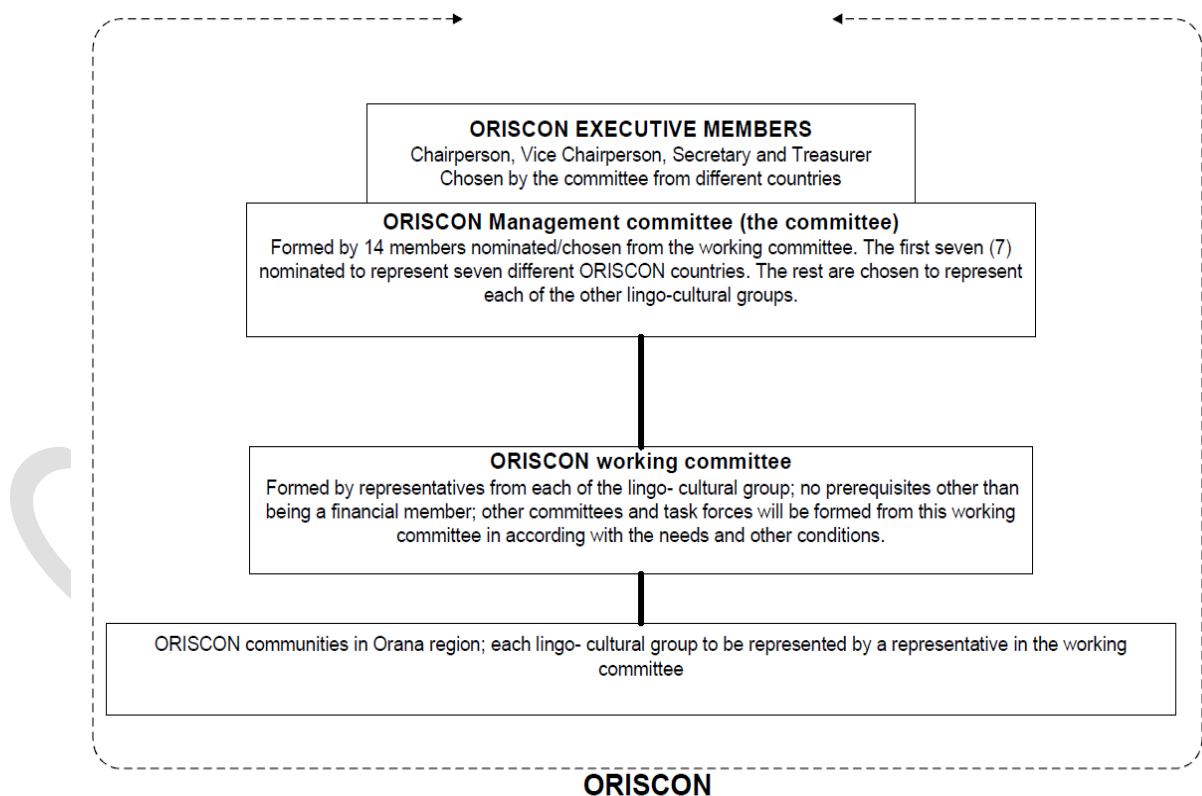 ORISCON EXECUTIVE MEMBERS
Chairperson, Vice Chairperson, Secretary and Treasurer
Chosen by the committee from different countries
ORISCON Management committee (the committee)
Formed by 14 members nominated/chosen from the working committee. The first seven (7)
nominated to represent seven different ORISCON countries. The rest are chosen to represent
each of the other lingo-cultural groups.
ORISCON working committee
Formed by representatives from each of the lingo- cultural group; no prerequisites other than
being a financial member; other committees and task forces will be formed from this working
committee in according with the needs and other conditions.
ORISCON communities in Orana region; each lingo- cultural group to be represented by a representative in the working
committee
ORISCON